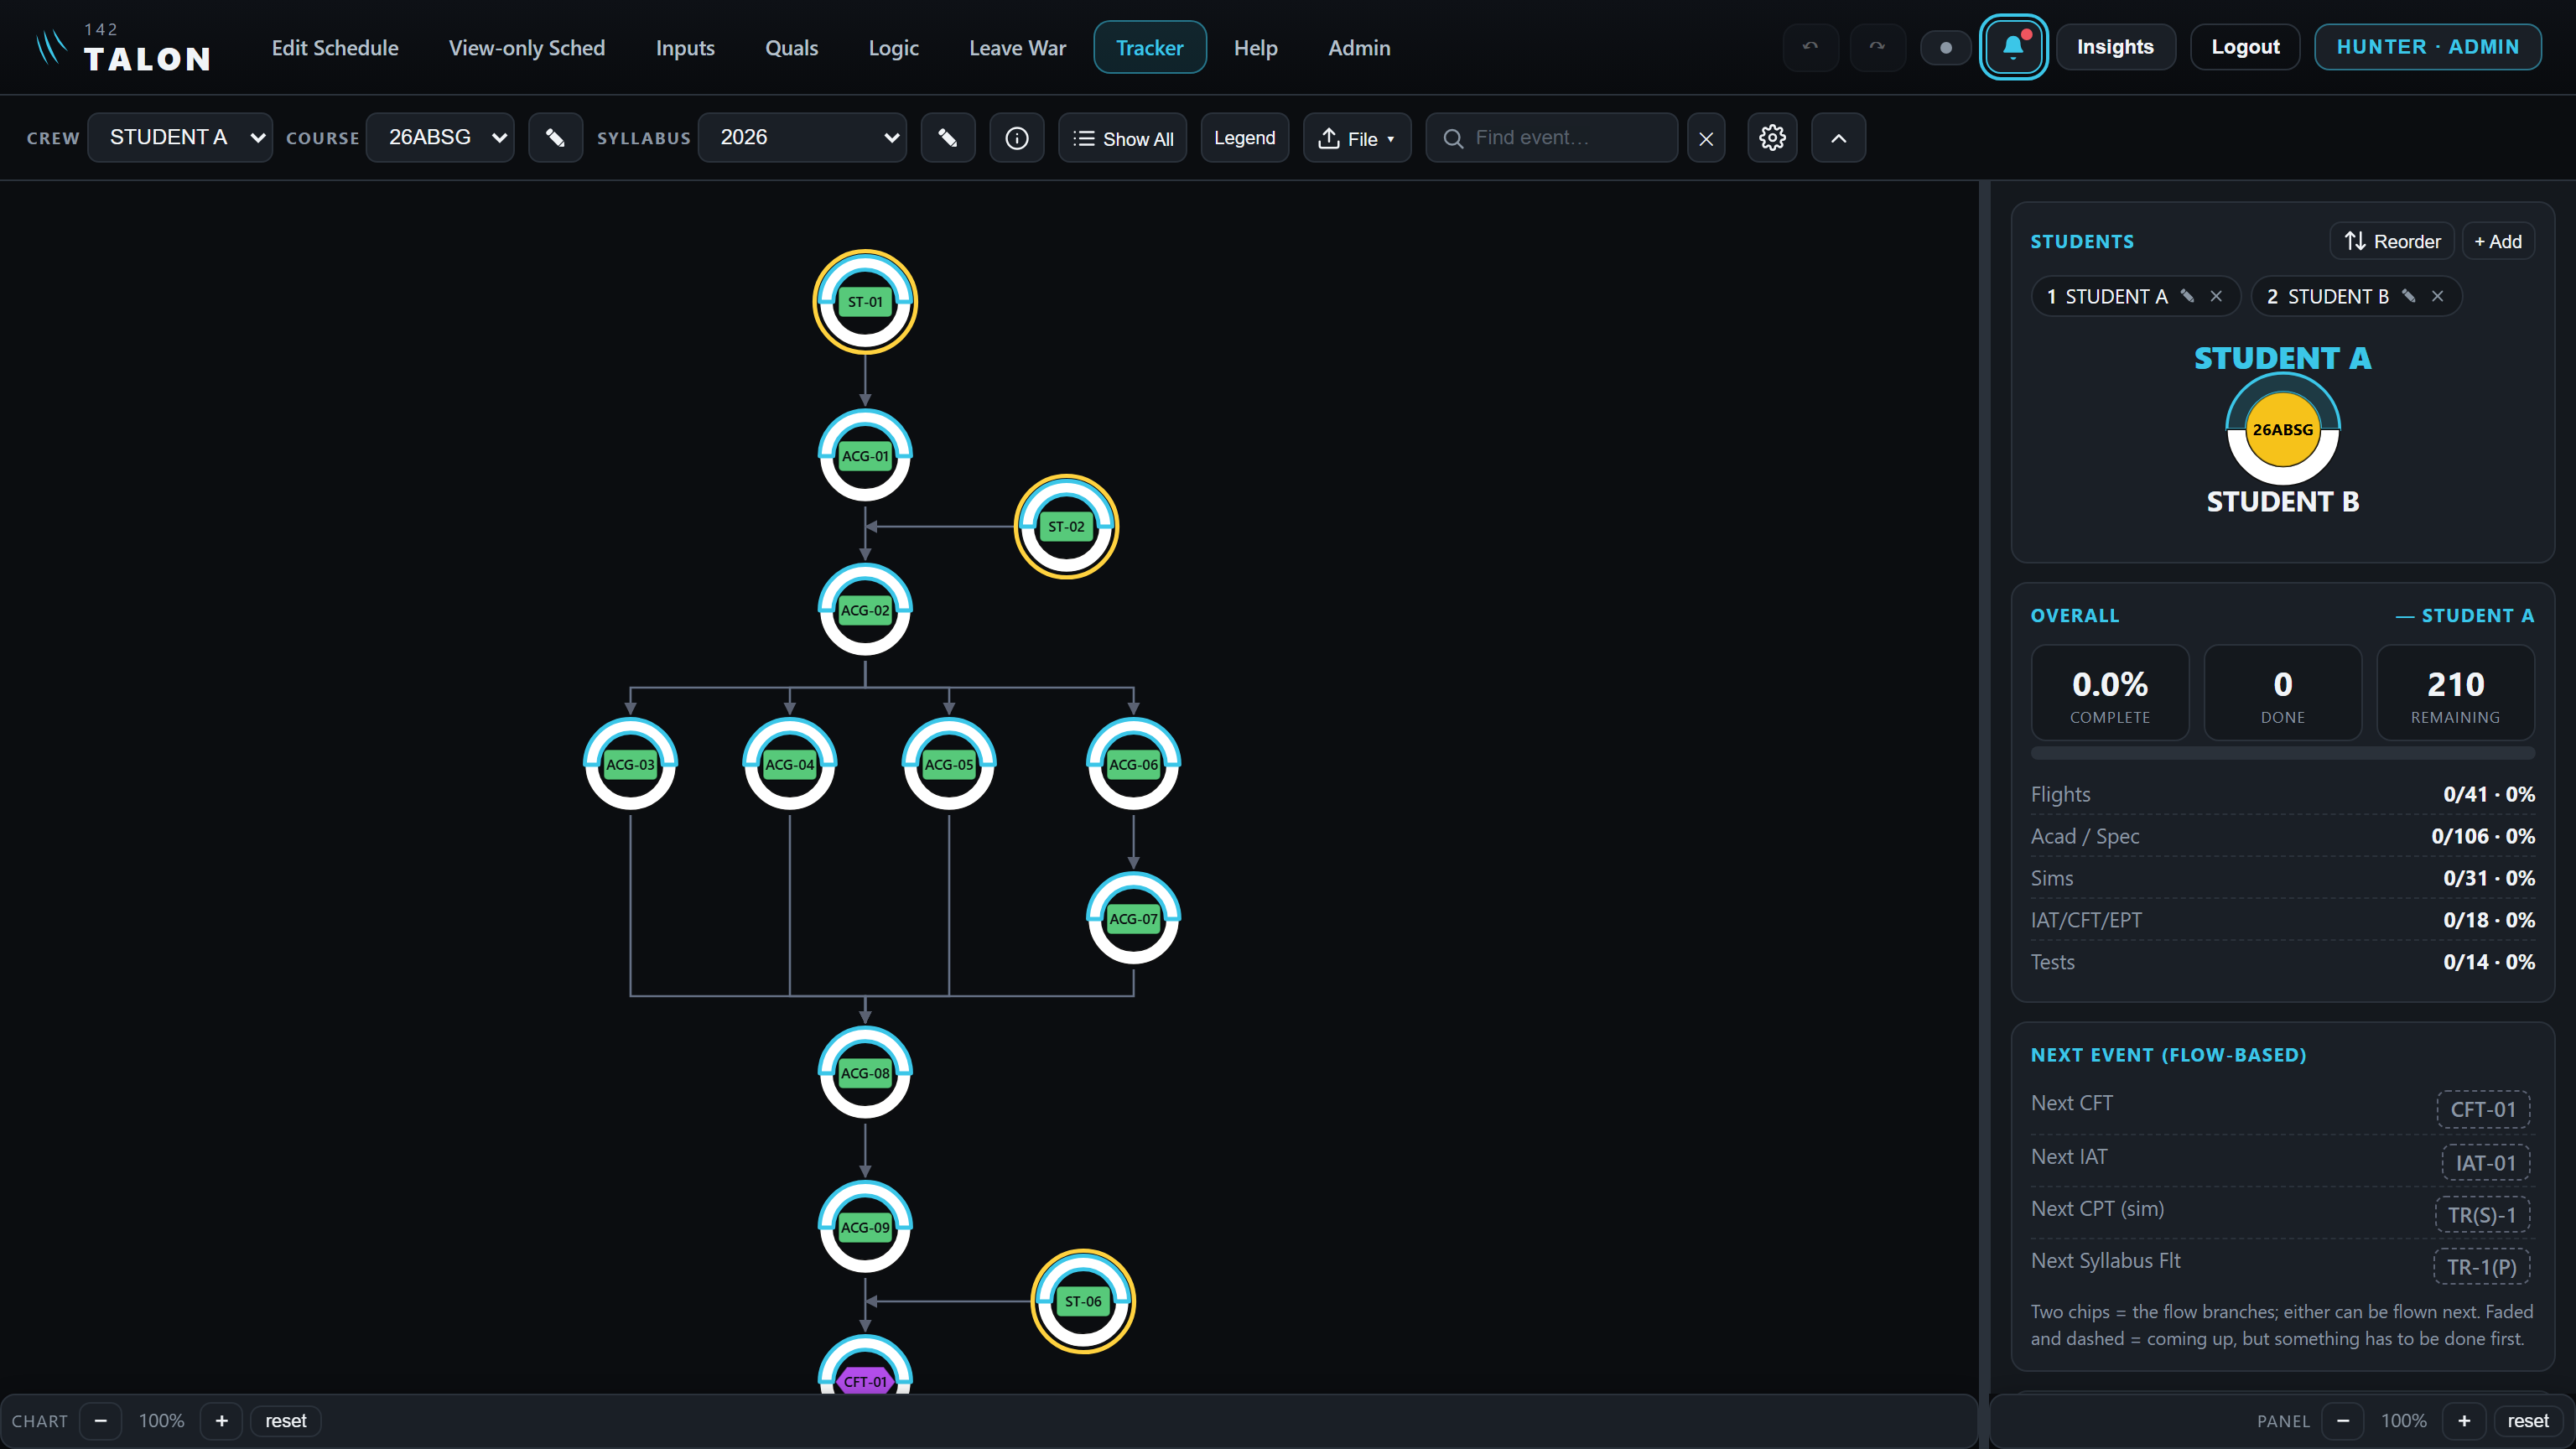 142
TALON
Edit Schedule
View-only Sched
Inputs
Quals
Logic
Leave War
Tracker
Help
Admin
Insights
Logout
HUNTER · ADMIN
CREW
STUDENT A
COURSE
26ABSG
SYLLABUS
2026
Show All
Legend
File
Find event…
ST-01
ACG-01
ST-02
ACG-02
ACG-03
ACG-04
ACG-05
ACG-06
ACG-07
ACG-08
ACG-09
ST-06
CFT-01
STUDENTS
Reorder
+ Add
1 STUDENT A
2 STUDENT B
STUDENT A
26ABSG
STUDENT B
OVERALL
— STUDENT A
0.0%
COMPLETE
0
DONE
210
REMAINING
Flights 0/41 · 0%
Acad / Spec 0/106 · 0%
Sims 0/31 · 0%
IAT/CFT/EPT 0/18 · 0%
Tests 0/14 · 0%
NEXT EVENT (FLOW-BASED)
Next CFT CFT-01
Next IAT IAT-01
Next CPT (sim) TR(S)-1
Next Syllabus Flt TR-1(P)
Two chips = the flow branches; either can be flown next. Faded
and dashed = coming up, but something has to be done first.
CHART − 100% + reset
PANEL − 100% + reset